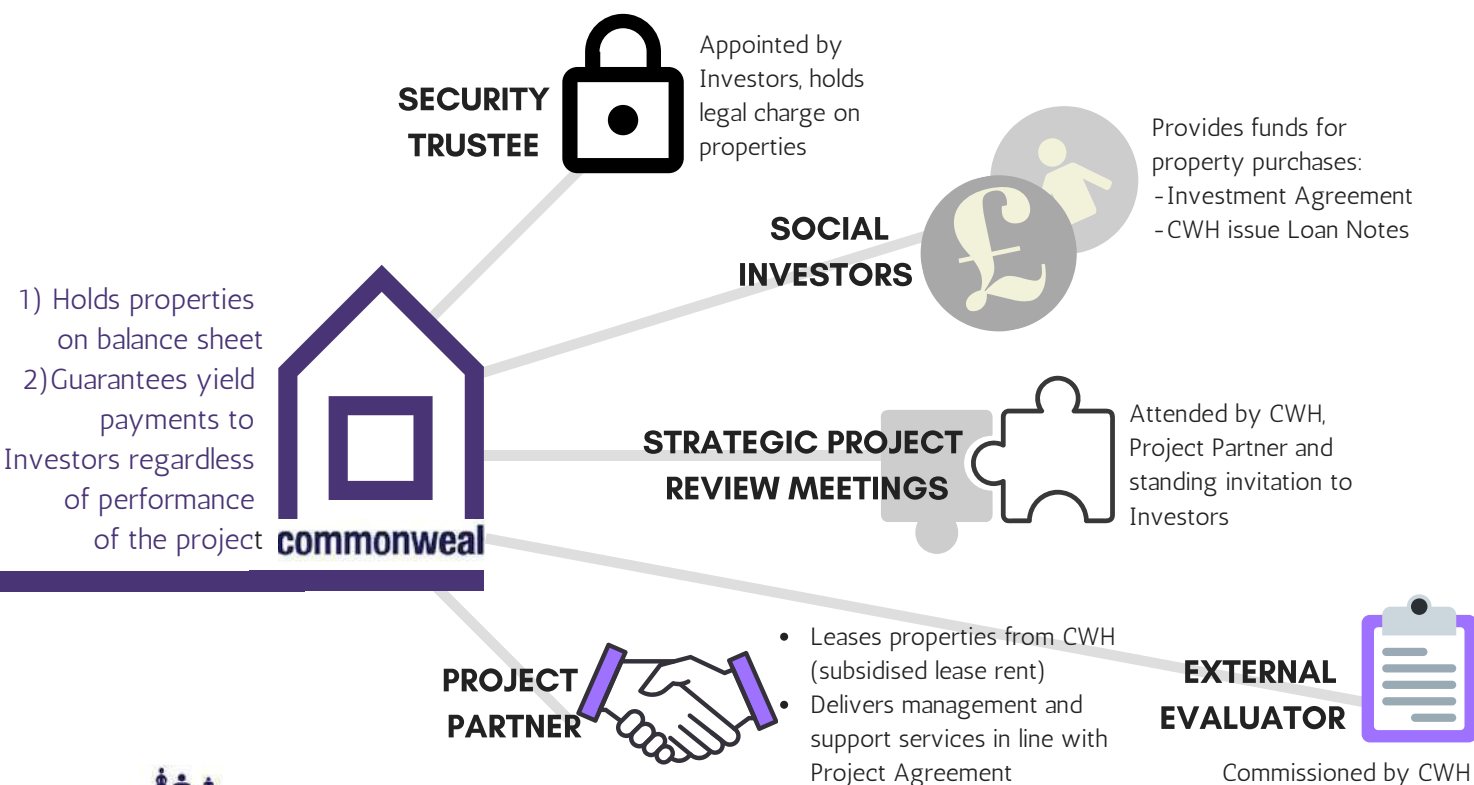 SECURITY
TRUSTEE
Appointed by
Investors, holds
legal charge on
properties
SOCIAL
INVESTORS
£
Provides funds for
property purchases:
-Investment Agreement
-CWH issue Loan Notes
1) Holds properties
on balance sheet
2)Guarantees yield
payments to
Investors regardless
of performance
of the project
commonweal
STRATEGIC PROJECT
REVIEW MEETINGS
Attended by CWH,
Project Partner and
standing invitation to
Investors
PROJECT
PARTNER
• Leases properties from CWH
(subsidised lease rent)
• Delivers management and
support services in line with
Project Agreement
EXTERNAL
EVALUATOR
Commissioned by CWH